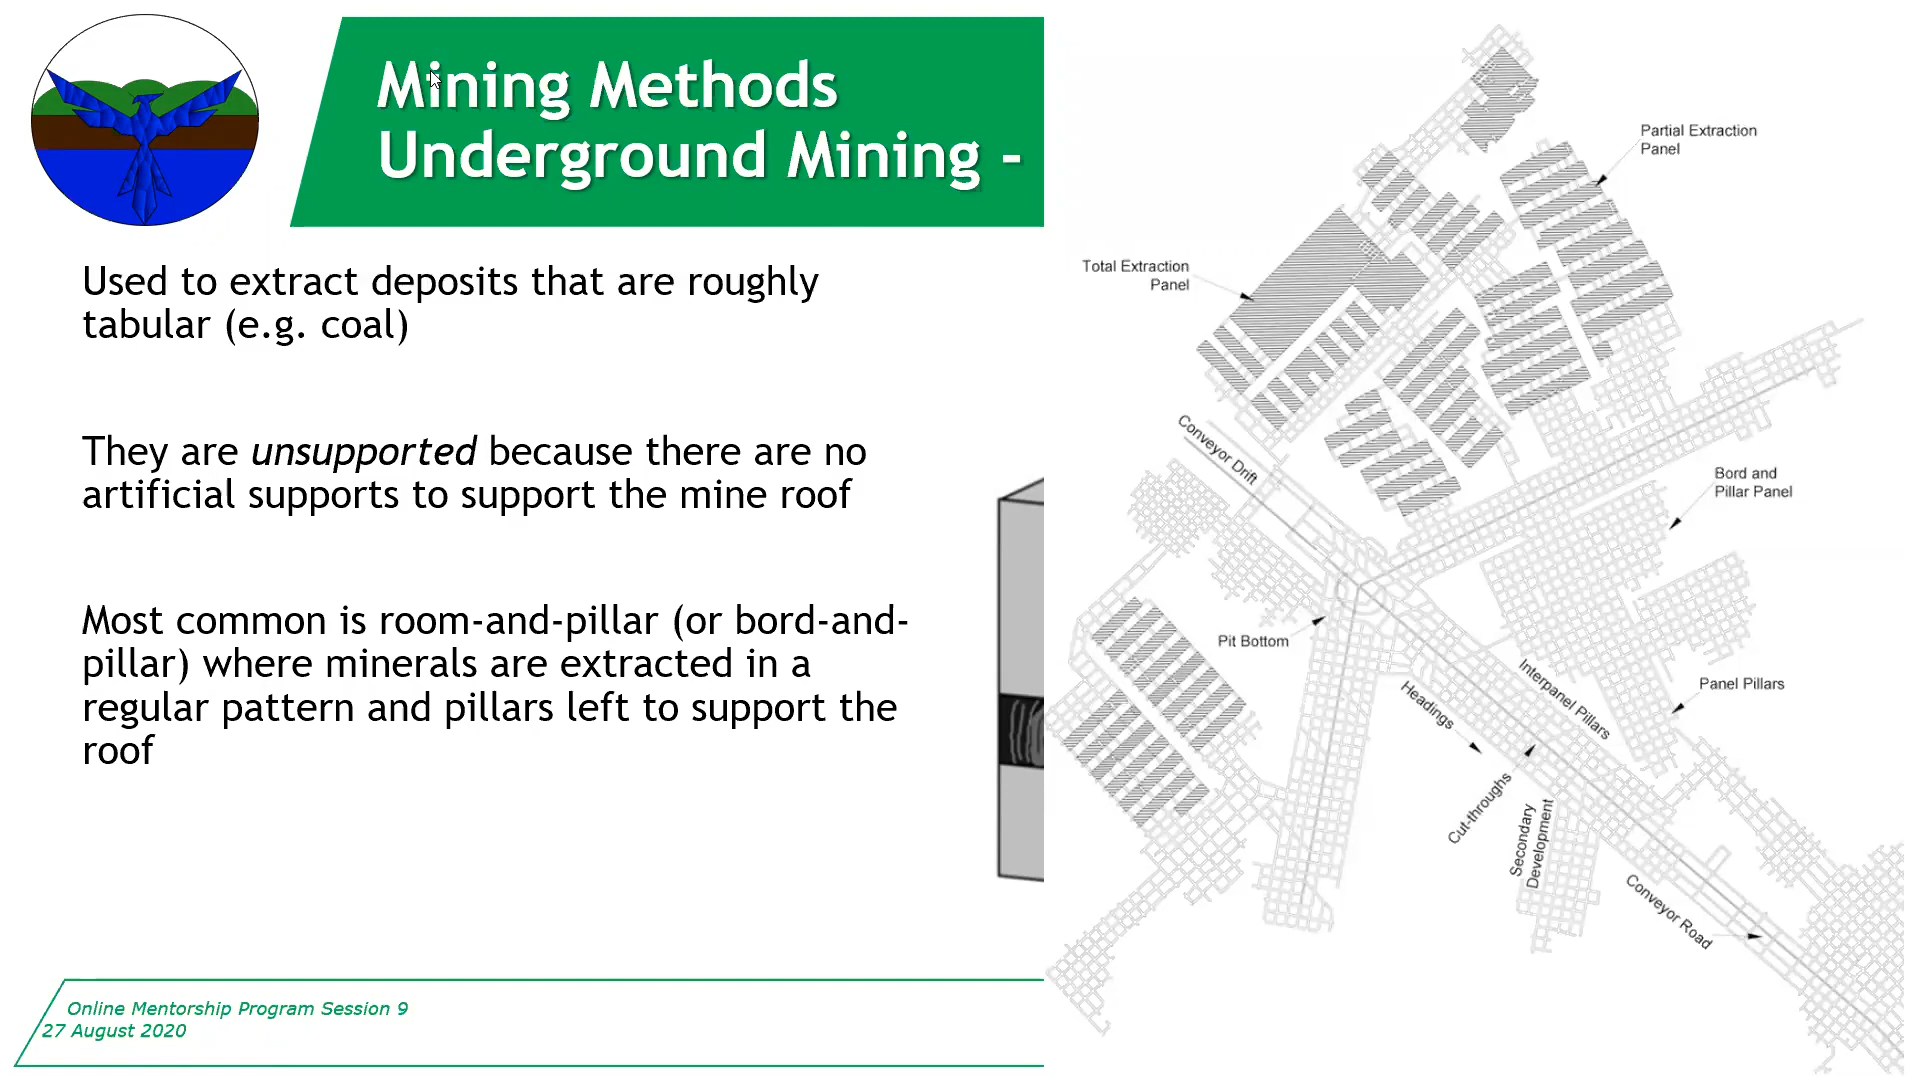 Mining Methods
Underground Mining -
Used to extract deposits that are roughly
tabular (e.g. coal)
They are unsupported because there are no
artificial supports to support the mine roof
Most common is room-and-pillar (or bord-and-
pillar) where minerals are extracted in a
regular pattern and pillars left to support the
roof
Online Mentorship Program Session 9
27 August 2020
Partial Extraction
Panel
Total Extraction
Panel
Conveyor Drift
Bord and
Pillar Panel
Pit Bottom
Interpanel Pillars
Panel Pillars
Headings
Cut-throughs
Secondary
Development
Conveyor Road